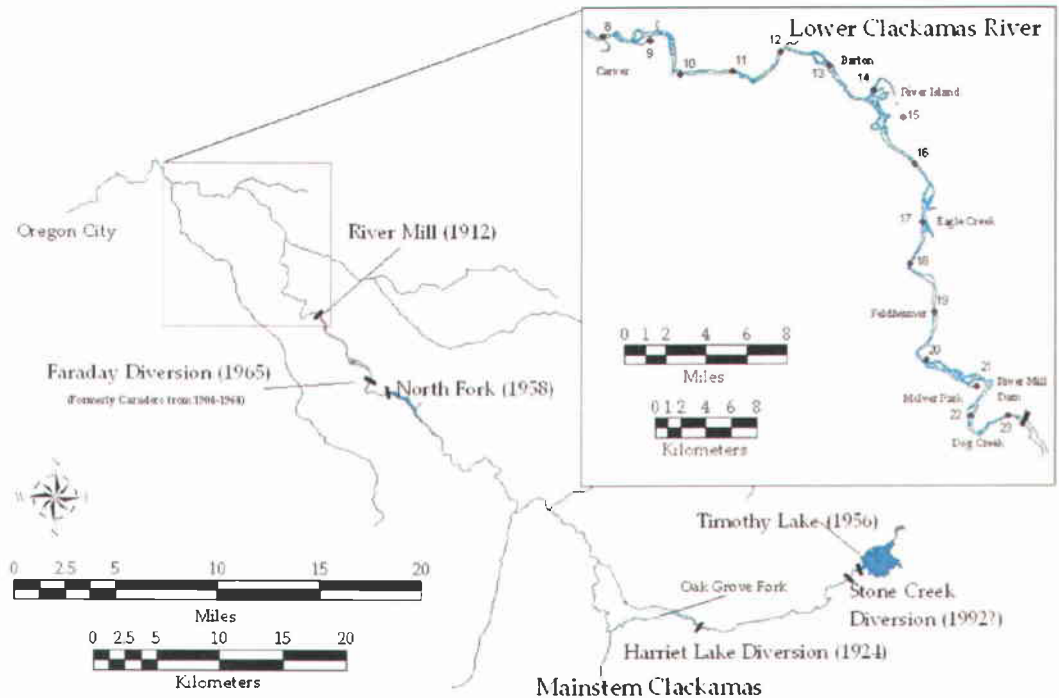 Lower Clackamas River
8
9
Carver
10
11
12
Barton
13
14
River Island
15
16
17
Eagle Creek
18
19
Feldheimer
20
21
River Mill
Dam
McIver Park
22
23
Dog Creek
0 1 2 4 6 8
Miles
0 1 2 4 6 8
Kilometers
Oregon City
River Mill (1912)
Faraday Diversion (1965)
North Fork (1958)
N
W E
S
Timothy Lake (1956)
Oak Grove Fork
Stone Creek
Diversion (1992?)
Harriet Lake Diversion (1924)
Mainstem Clackamas
0 2.5 5 10 15 20
Miles
0 2.5 5 10 15 20
Kilometers